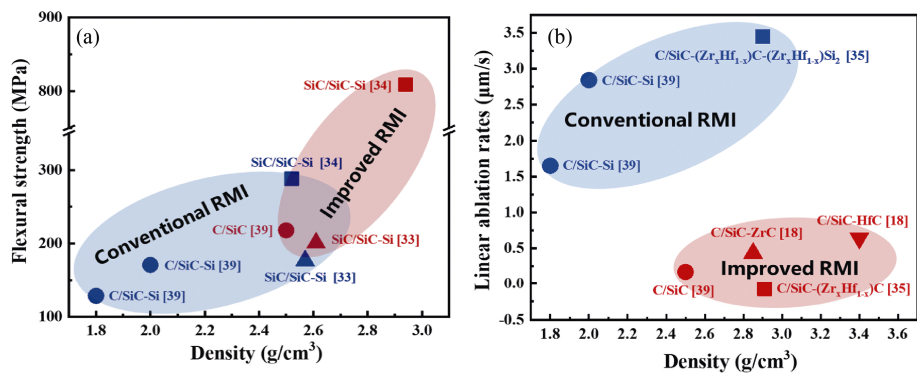 (a)
Flexural strength (MPa)
900
800
300
200
100
SiC/SiC-Si [34]
SiC/SiC-Si [34]
Improved RMI
Conventional RMI
C/SiC [39]
SiC/SiC-Si [33]
C/SiC-Si [39]
SiC/SiC-Si [33]
C/SiC-Si [39]
1.8 2.0 2.2 2.4 2.6 2.8 3.0
Density (g/cm³)
(b)
Linear ablation rates (μm/s)
3.5
3.0
2.5
2.0
1.5
1.0
0.5
0.0
-0.5
C/SiC-(ZrₓHf₁₋ₓ)C-(ZrₓHf₁₋ₓ)Si₂ [35]
C/SiC-Si [39]
Conventional RMI
C/SiC-Si [39]
C/SiC-HfC [18]
C/SiC-ZrC [18]
Improved RMI
C/SiC [39]
C/SiC-(ZrₓHf₁₋ₓ)C [35]
1.8 2.0 2.2 2.4 2.6 2.8 3.0 3.2 3.4 3.6
Density (g/cm³)